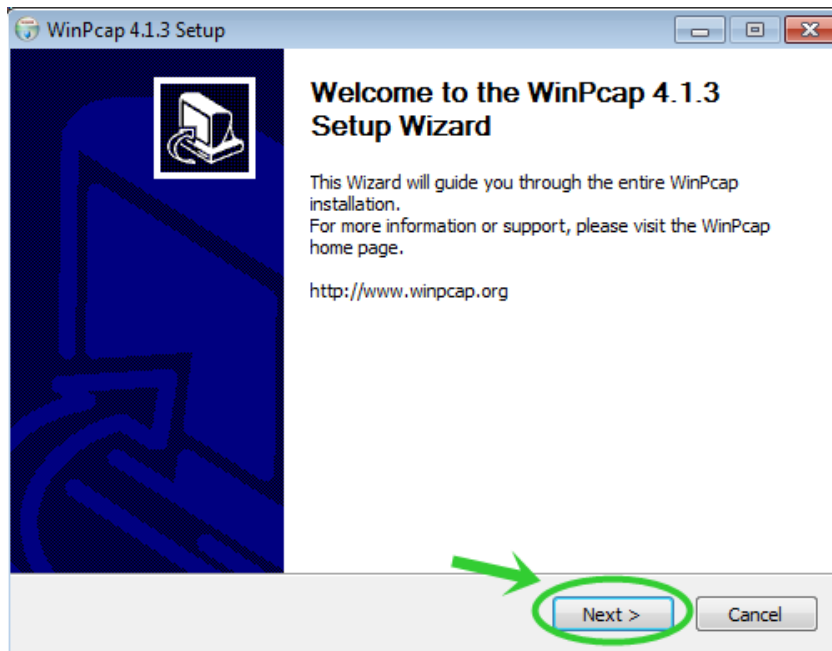 WinPcap 4.1.3 Setup
Welcome to the WinPcap 4.1.3
Setup Wizard
This Wizard will guide you through the entire WinPcap
installation.
For more information or support, please visit the WinPcap
home page.
http://www.winpcap.org
Next >
Cancel